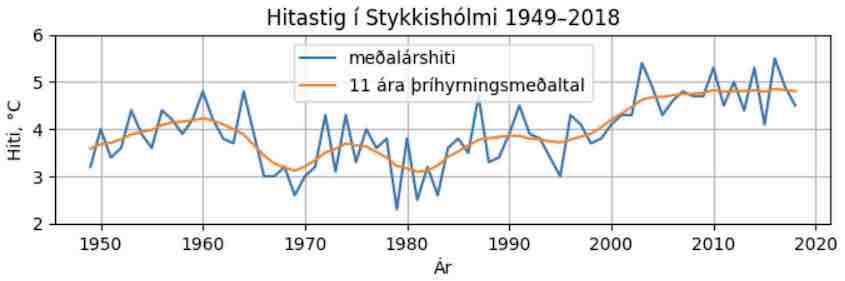 Hitastig í Stykkishólmi 1949–2018
6
5
4
3
2
Hiti, °C
meðalárshiti
11 ára þríhyrningsmeðaltal
1950 1960 1970 1980 1990 2000 2010 2020
Ár